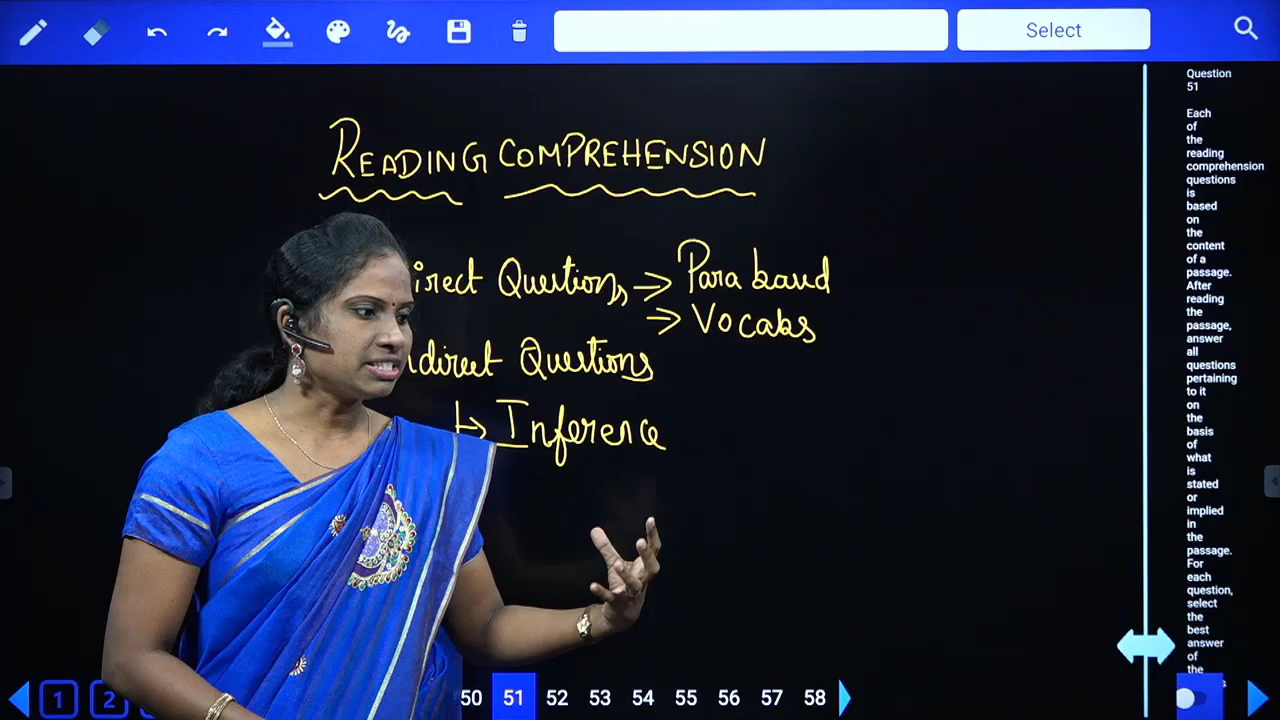 Select
READING COMPREHENSION
irect Questions → Para based
→ Vocabs
ndirect Questions
↳ Inference
Question
51
Each
of
the
reading
comprehension
questions
is
based
on
the
content
of a
passage.
After
reading
the
passage,
answer
all
questions
pertaining
to it
on
the
basis
of
what
is
stated
or
implied
in
the
passage.
For
each
question,
select
the
best
answer
of
the
1 2 50 51 52 53 54 55 56 57 58